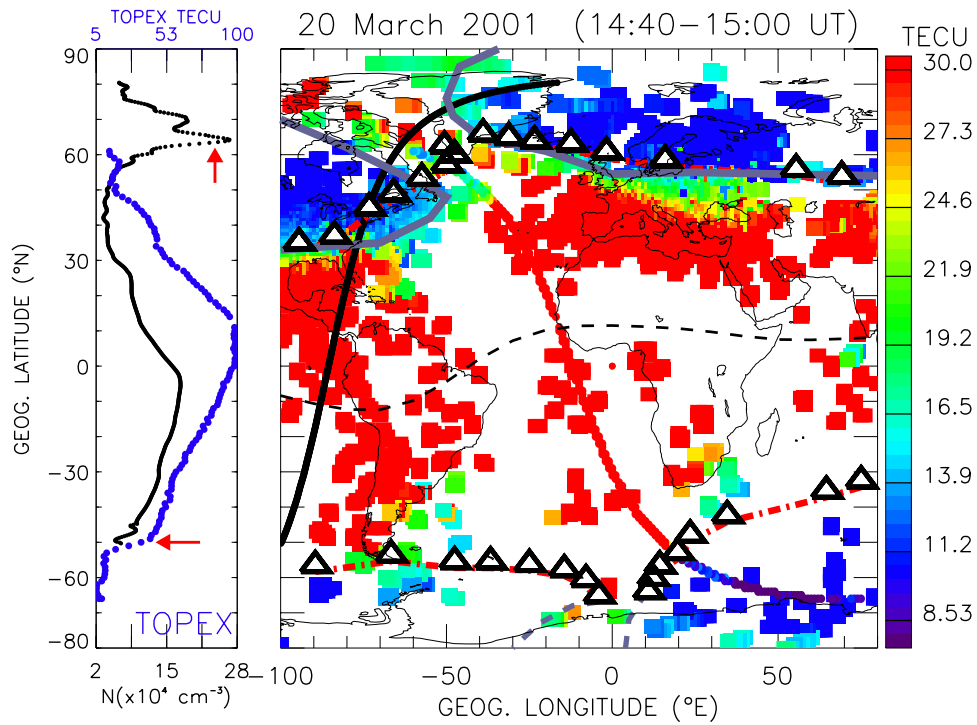 TOPEX TECU
5 53 100
20 March 2001 (14:40−15:00 UT)
TECU
90
60
30
0
−30
−60
−80
GEOG. LATITUDE (°N)
TOPEX
2 15 28
N(x10⁴ cm⁻³)
−100 −50 0 50
GEOG. LONGITUDE (°E)
30.0
27.3
24.6
21.9
19.2
16.5
13.9
11.2
8.53